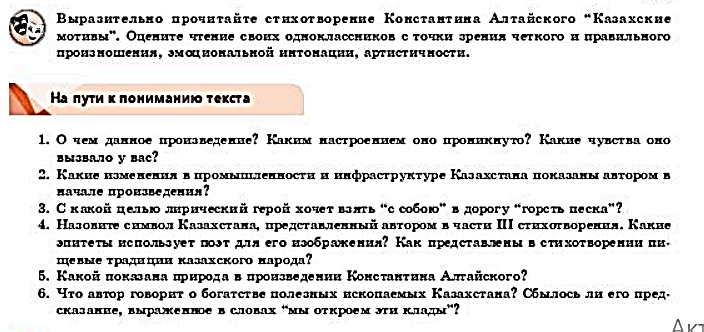 Выразительно прочитайте стихотворение Константина Алтайского “Казахские
мотивы”. Оцените чтение своих одноклассников с точки зрения четкого и правильного
произношения, эмоциональной интонации, артистичности.
На пути к пониманию текста
1. О чем данное произведение? Каким настроением оно проникнуто? Какие чувства оно
вызвало у вас?
2. Какие изменения в промышленности и инфраструктуре Казахстана показаны автором в
начале произведения?
3. С какой целью лирический герой хочет взять “с собою” в дорогу “горсть песка”?
4. Назовите символ Казахстана, представленный автором в части III стихотворения. Какие
эпитеты использует поэт для его изображения? Как представлены в стихотворении пи-
щевые традиции казахского народа?
5. Какой показана природа в произведении Константина Алтайского?
6. Что автор говорит о богатстве полезных ископаемых Казахстана? Сбылось ли его пред-
сказание, выраженное в словах “мы откроем эти клады”?